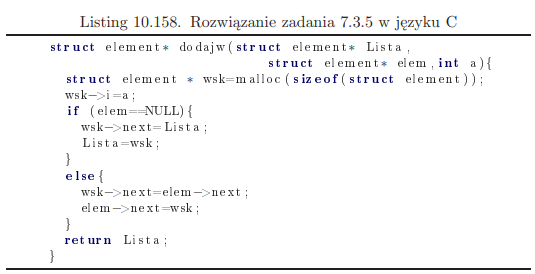 Listing 10.158. Rozwiązanie zadania 7.3.5 w języku C
struct element* dodajw(struct element* Lista,
struct element* elem,int a){
struct element * wsk=malloc(sizeof(struct element));
wsk->i=a;
if (elem==NULL){
wsk->next=Lista;
Lista=wsk;
}
else{
wsk->next=elem->next;
elem->next=wsk;
}
return Lista;
}